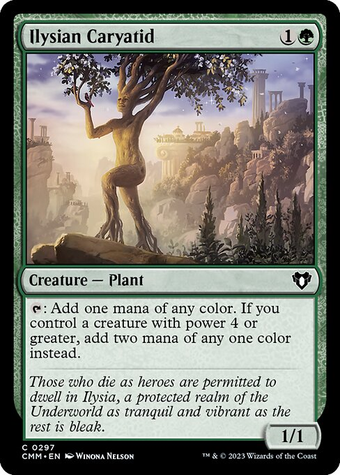 Ilysian Caryatid 1
Creature — Plant
: Add one mana of any color. If you
control a creature with power 4 or
greater, add two mana of any one color
instead.
Those who die as heroes are permitted to
dwell in Ilysia, a protected realm of the
Underworld as tranquil and vibrant as the
rest is bleak.
1/1
C 0297
CMM • EN Winona Nelson
™ & © 2023 Wizards of the Coast